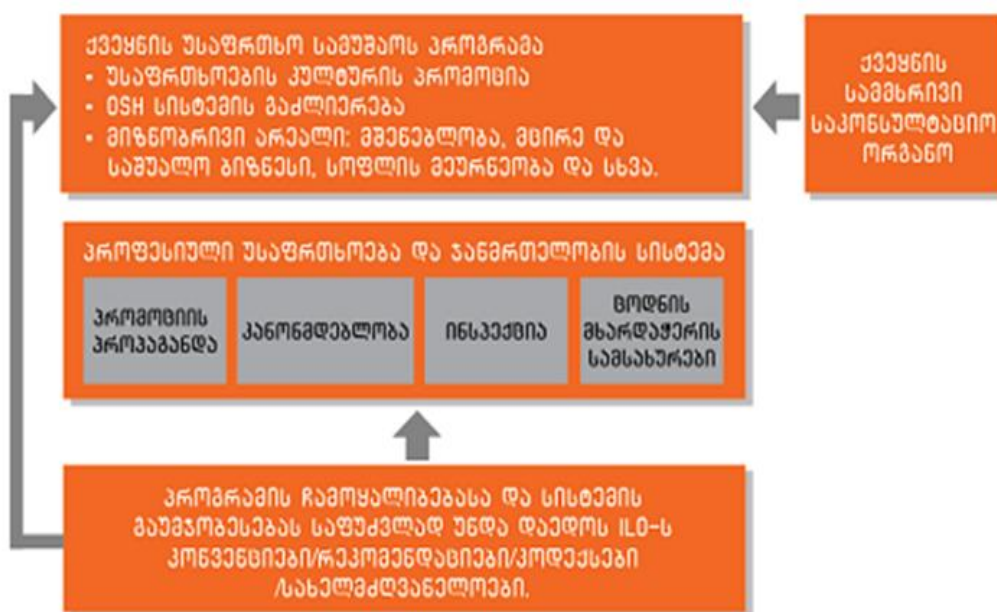 ქვეყნის უსაფრთხო სამუშაოს პროგრამა
- უსაფრთხოების კულტურის პრომოცია
- OSH სისტემის გაძლიერება
- მიზნობრივი არეალი: მშენებლობა, მცირე და
საშუალო ბიზნესი, სოფლის მეურნეობა და სხვა.
ქვეყნის
სამმხრივი
საკონსულტაციო
ორგანო
პროფესიული უსაფრთხოება და ჯანმრთელობის სისტემა
პრომოციის
პროპაგანდა
კანონმდებლობა
ინსპექცია
ცოდნის
მხარდაჭერის
სამსახურები
პროგრამის ჩამოყალიბებასა და სისტემის
გაუმჯობესებას საფუძვლად უნდა დაედოს ILO-ს
კონვენციები/რეკომენდაციები/კოდექსები
/სახელმძღვანელოები.